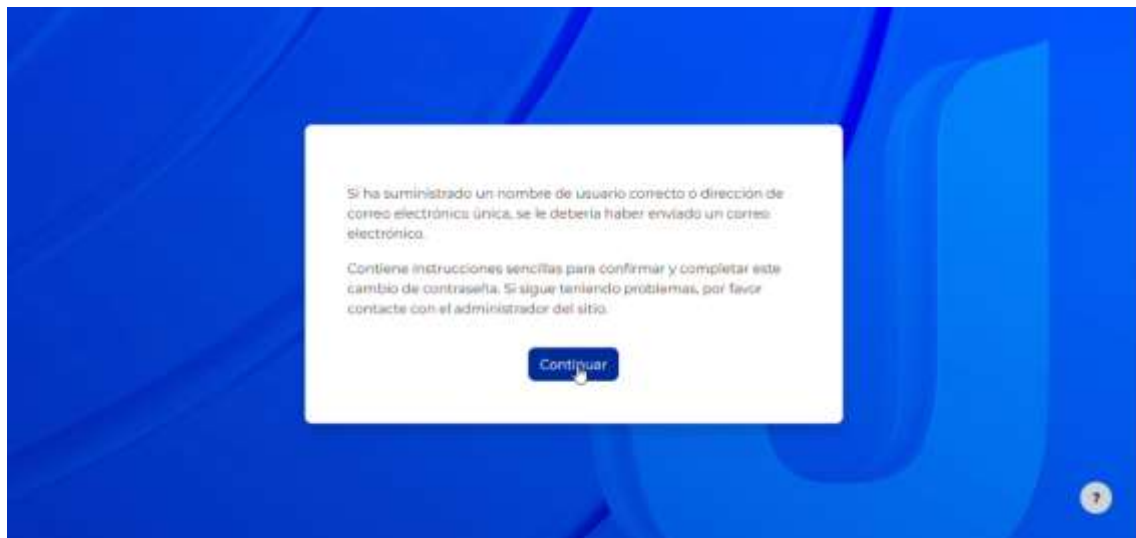 Si ha suministrado un nombre de usuario correcto o dirección de
correo electrónico única, se le debería haber enviado un correo
electrónico.
Contiene instrucciones sencillas para confirmar y completar este
cambio de contraseña. Si sigue teniendo problemas, por favor
contacte con el administrador del sitio.
Continuar
?